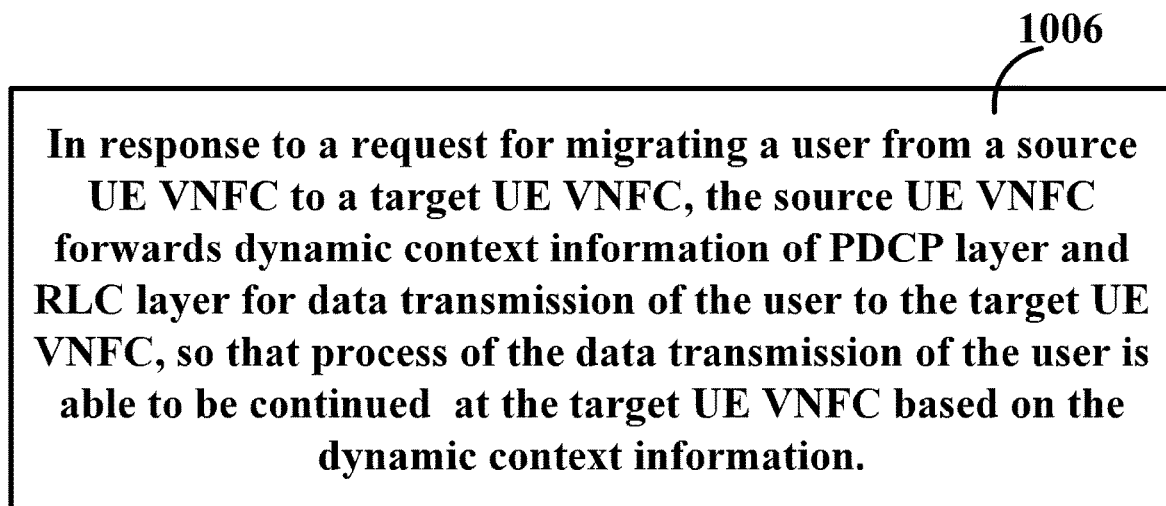 1006
In response to a request for migrating a user from a source
UE VNFC to a target UE VNFC, the source UE VNFC
forwards dynamic context information of PDCP layer and
RLC layer for data transmission of the user to the target UE
VNFC, so that process of the data transmission of the user is
able to be continued at the target UE VNFC based on the
dynamic context information.